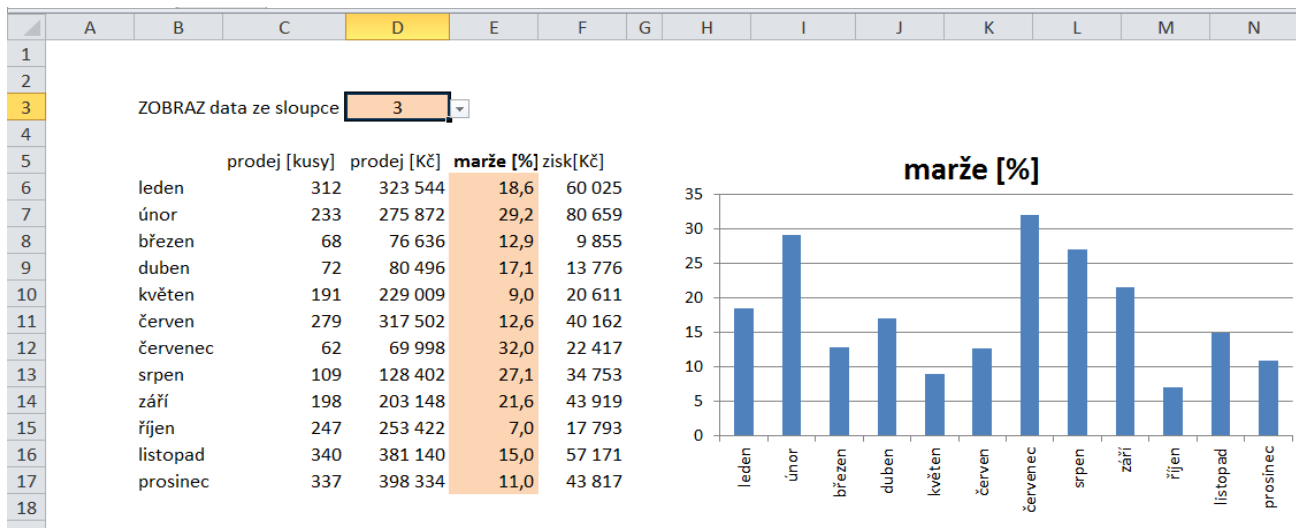 A B C D E F G H I J K L M N
1
2
3 ZOBRAZ data ze sloupce 3
4
5 prodej [kusy] prodej [Kč] marže [%] zisk[Kč]
6 leden 312 323 544 18,6 60 025
7 únor 233 275 872 29,2 80 659
8 březen 68 76 636 12,9 9 855
9 duben 72 80 496 17,1 13 776
10 květen 191 229 009 9,0 20 611
11 červen 279 317 502 12,6 40 162
12 červenec 62 69 998 32,0 22 417
13 srpen 109 128 402 27,1 34 753
14 září 198 203 148 21,6 43 919
15 říjen 247 253 422 7,0 17 793
16 listopad 340 381 140 15,0 57 171
17 prosinec 337 398 334 11,0 43 817
18
marže [%]
35
30
25
20
15
10
5
0
leden únor březen duben květen červen červenec srpen září říjen listopad prosinec